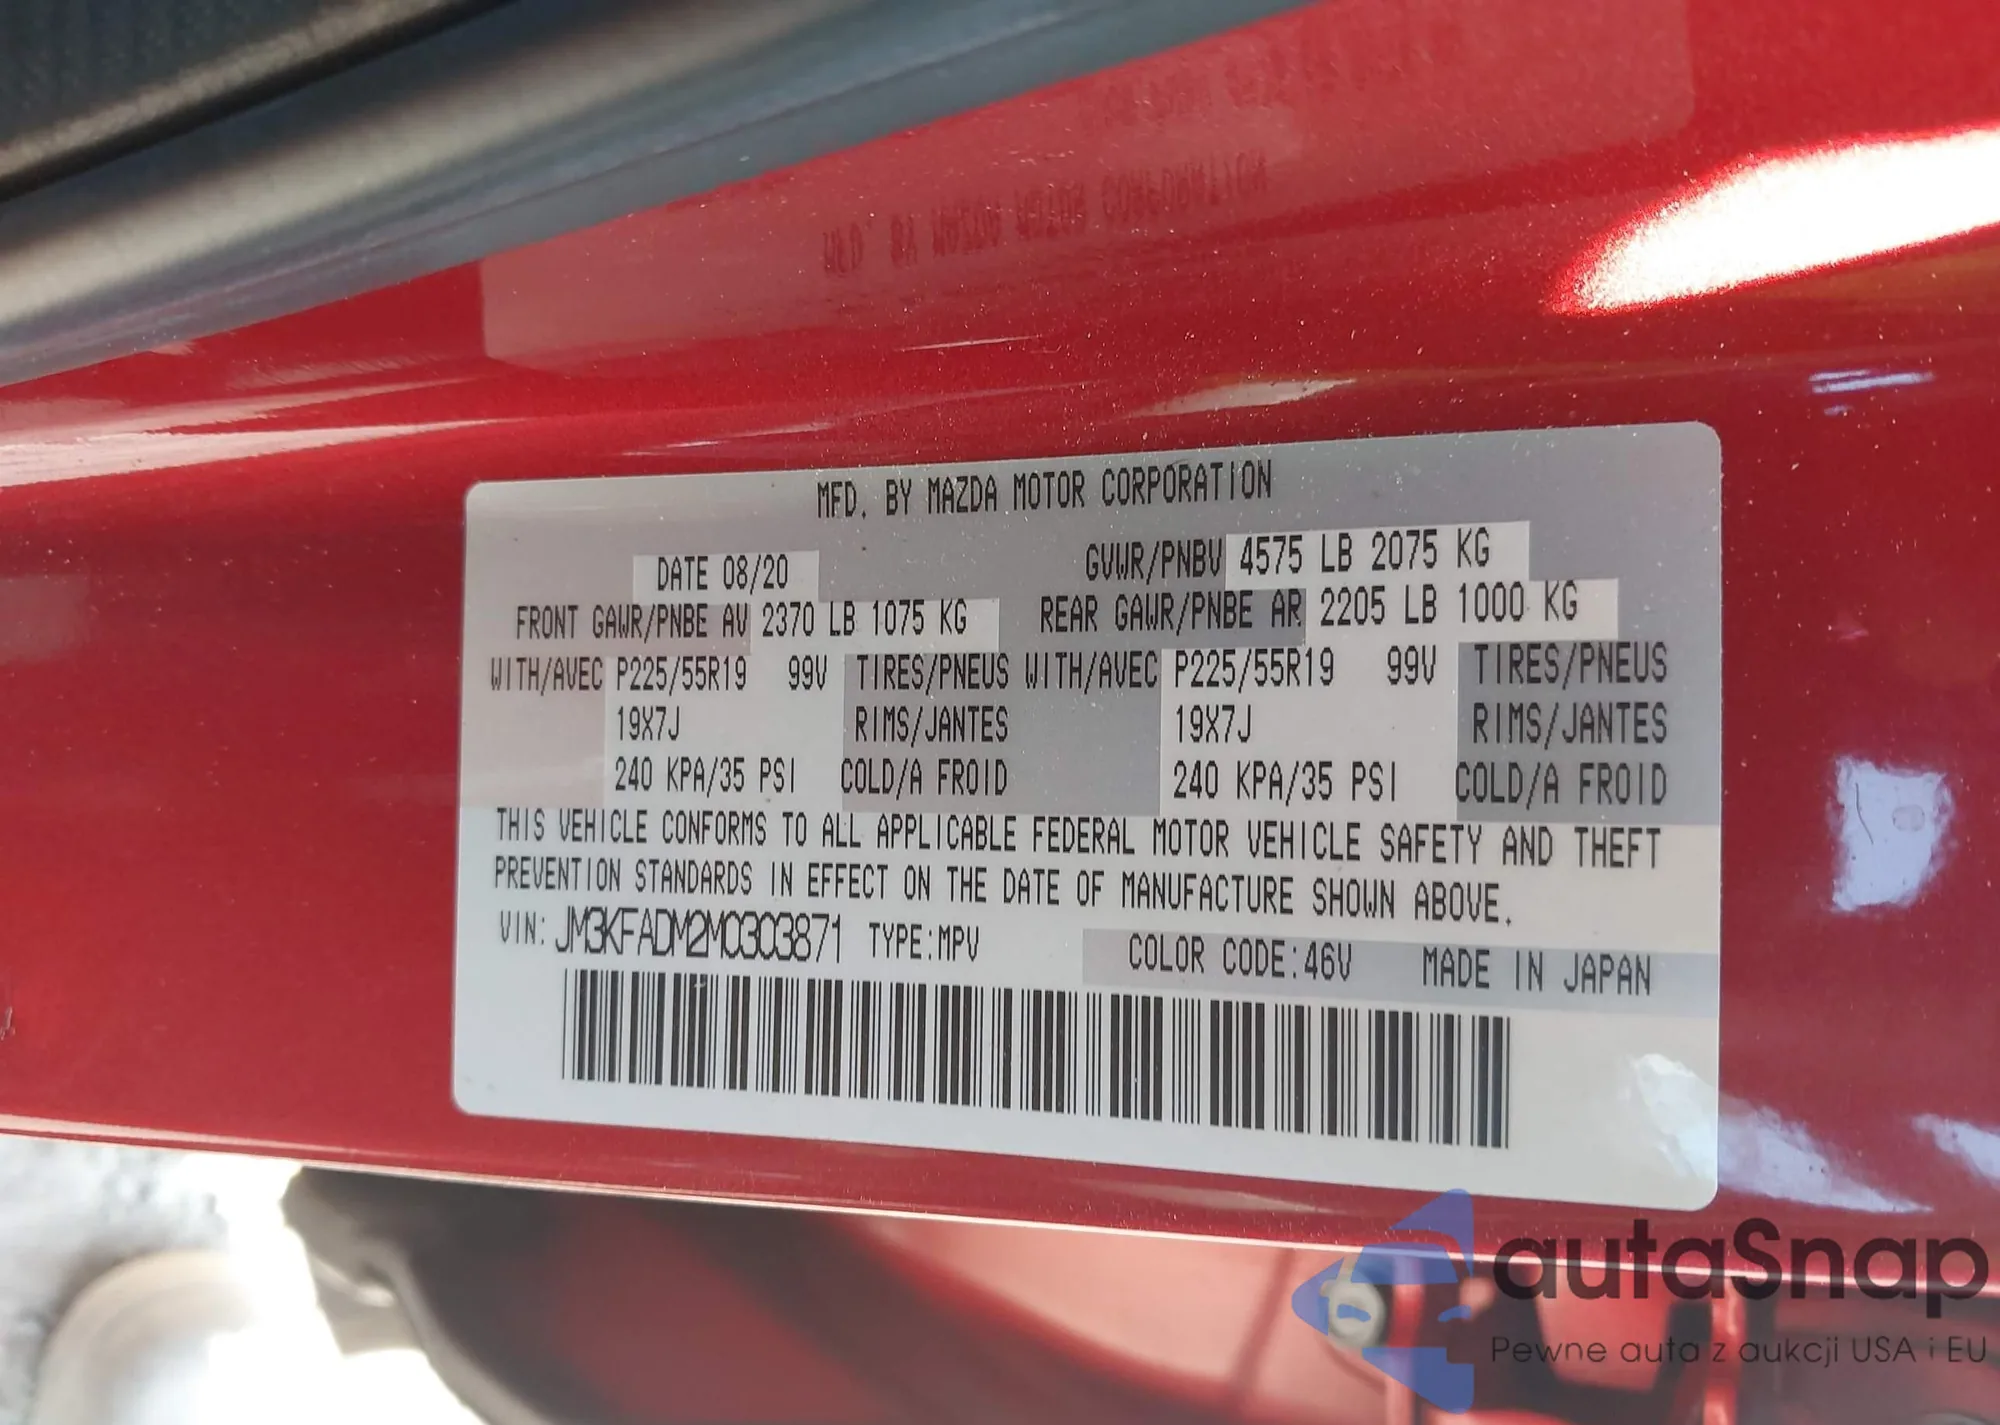 MFD. BY MAZDA MOTOR CORPORATION
DATE 08/20 GVWR/PNBV 4575 LB 2075 KG
FRONT GAWR/PNBE AV 2370 LB 1075 KG REAR GAWR/PNBE AR 2205 LB 1000 KG
WITH/AVEC P225/55R19 99V TIRES/PNEUS WITH/AVEC P225/55R19 99V TIRES/PNEUS
19X7J RIMS/JANTES 19X7J RIMS/JANTES
240 KPA/35 PSI COLD/A FROID 240 KPA/35 PSI COLD/A FROID
THIS VEHICLE CONFORMS TO ALL APPLICABLE FEDERAL MOTOR VEHICLE SAFETY AND THEFT
PREVENTION STANDARDS IN EFFECT ON THE DATE OF MANUFACTURE SHOWN ABOVE.
VIN: JM3KFADM2M0303871 TYPE:MPV COLOR CODE:46V MADE IN JAPAN
autaSnap
Pewne auta z aukcji USA i EU